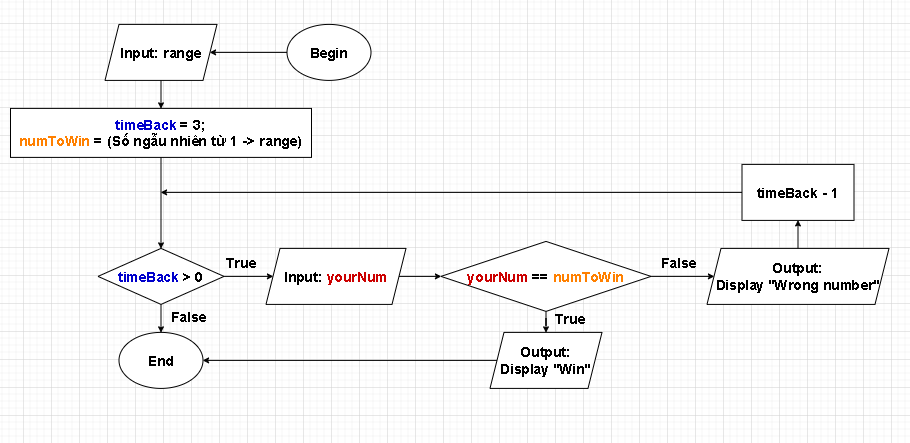 Input: range
Begin
timeBack = 3;
numToWin = (Số ngẫu nhiên từ 1 -> range)
timeBack - 1
timeBack > 0
True
Input: yourNum
yourNum == numToWin
False
Output:
Display "Wrong number"
False
True
End
Output:
Display "Win"